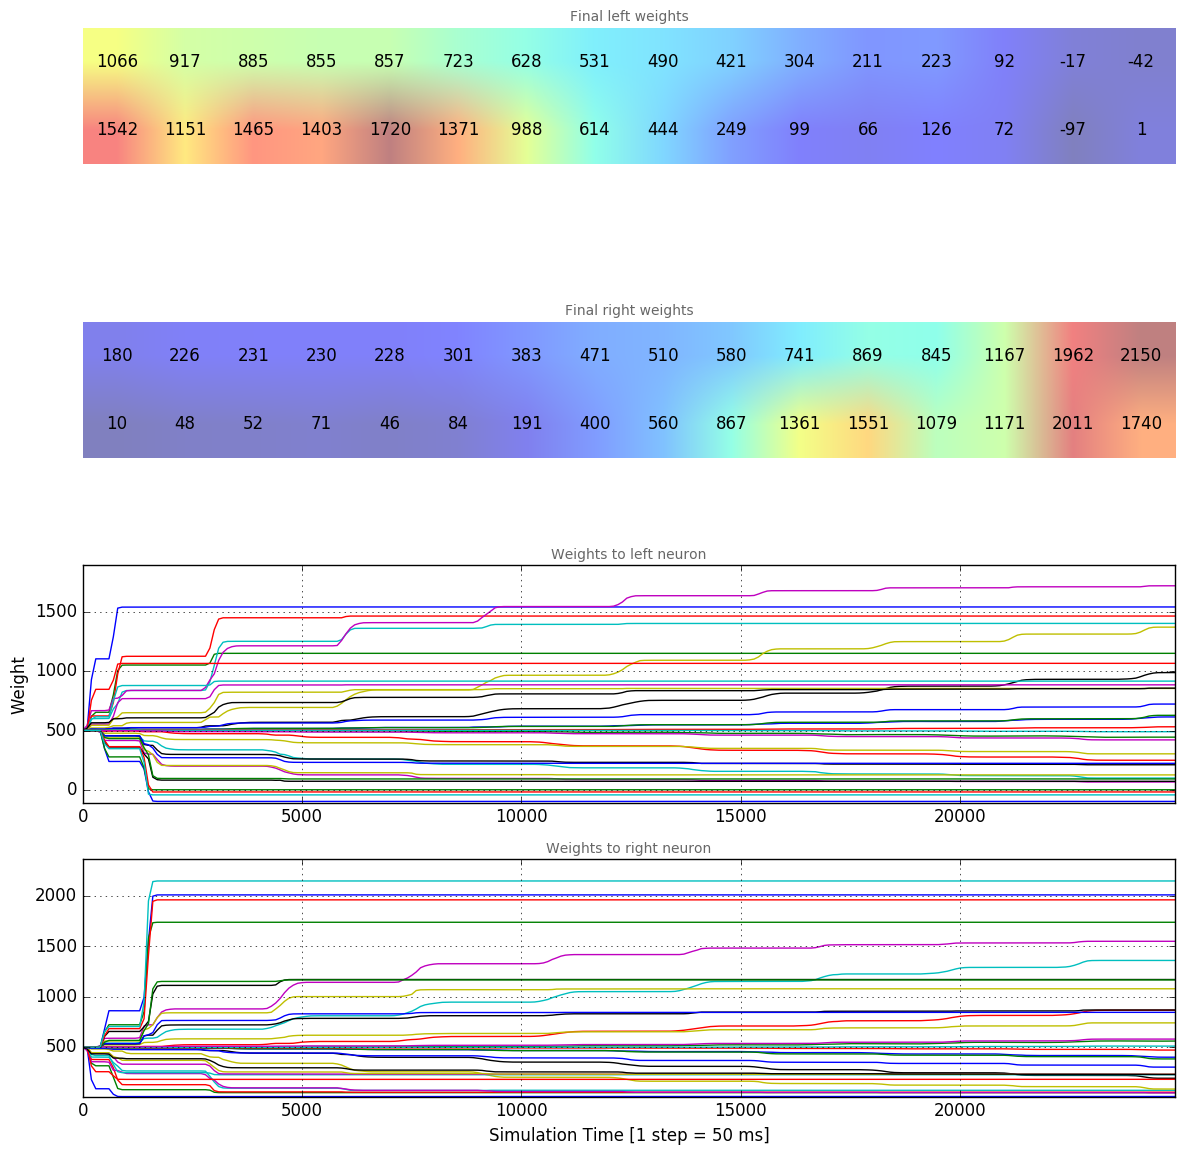 Final left weights
1066 917 885 855 857 723 628 531 490 421 304 211 223 92 -17 -42
1542 1151 1465 1403 1720 1371 988 614 444 249 99 66 126 72 -97 1
Final right weights
180 226 231 230 228 301 383 471 510 580 741 869 845 1167 1962 2150
10 48 52 71 46 84 191 400 560 867 1361 1551 1079 1171 2011 1740
Weights to left neuron
Weight
1500
1000
500
0
0 5000 10000 15000 20000
Weights to right neuron
2000
1500
1000
500
0 5000 10000 15000 20000
Simulation Time [1 step = 50 ms]